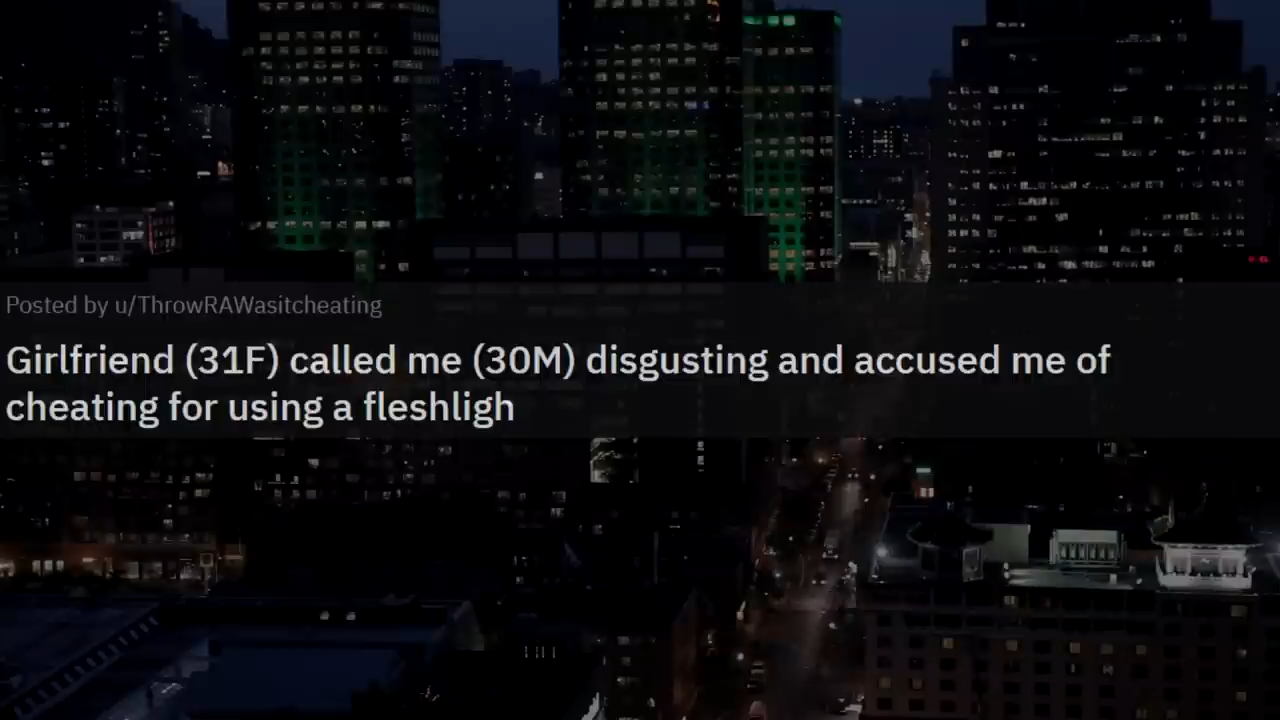 Posted by u/ThrowRAWasitcheating
Girlfriend (31F) called me (30M) disgusting and accused me of
cheating for using a fleshligh